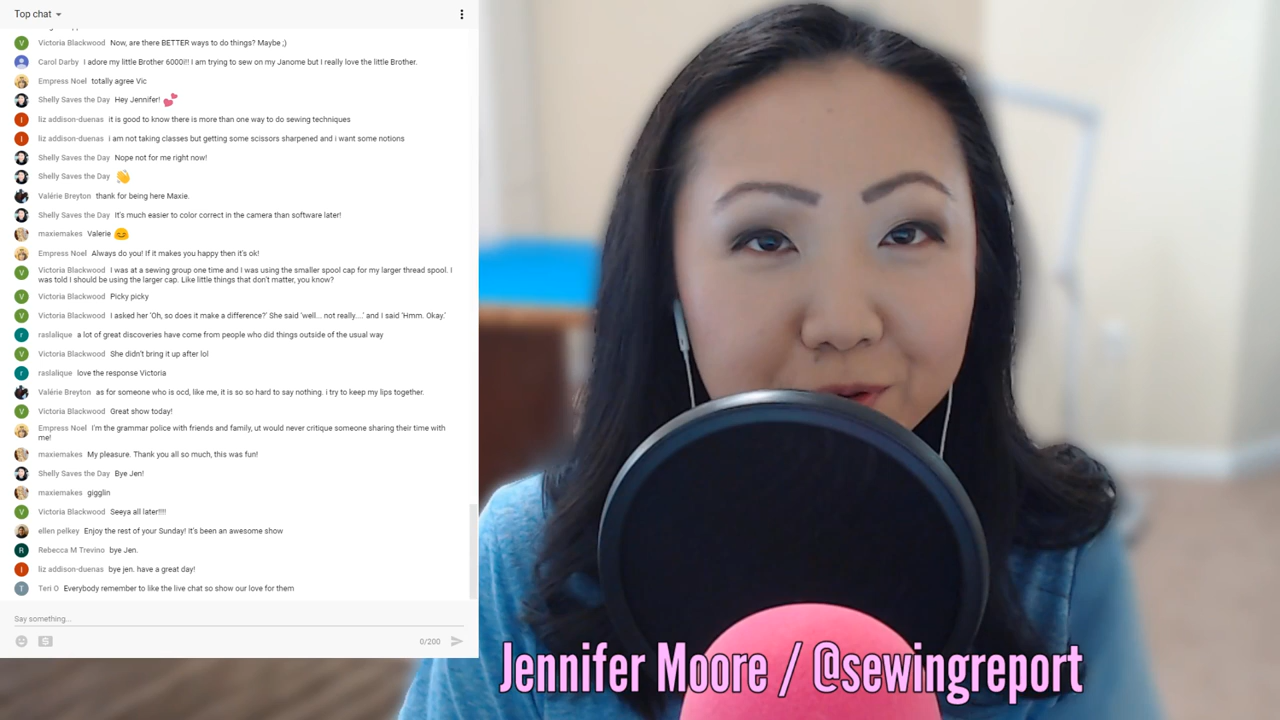 Top chat
Victoria Blackwood Now, are there BETTER ways to do things? Maybe ;)
Carol Darby I adore my little Brother 6000i!! I am trying to sew on my Janome but I really love the little Brother.
Empress Noel totally agree Vic
Shelly Saves the Day Hey Jennifer! 💕
liz addison-duenas it is good to know there is more than one way to do sewing techniques
liz addison-duenas i am not taking classes but getting some scissors sharpened and i want some notions
Shelly Saves the Day Nope not for me right now!
Shelly Saves the Day 👋
Valérie Breyton thank for being here Maxie.
Shelly Saves the Day It's much easier to color correct in the camera than software later!
maxiemakes Valerie 😊
Empress Noel Always do you! If it makes you happy then it's ok!
Victoria Blackwood I was at a sewing group one time and I was using the smaller spool cap for my larger thread spool. I
was told I should be using the larger cap. Like little things that don't matter, you know?
Victoria Blackwood Picky picky
Victoria Blackwood I asked her 'Oh, so does it make a difference?' She said 'well... not really....' and I said 'Hmm. Okay.'
raslalique a lot of great discoveries have come from people who did things outside of the usual way
Victoria Blackwood She didn't bring it up after lol
raslalique love the response Victoria
Valérie Breyton as for someone who is ocd, like me, it is so so hard to say nothing. i try to keep my lips together.
Victoria Blackwood Great show today!
Empress Noel I'm the grammar police with friends and family, ut would never critique someone sharing their time with
me!
maxiemakes My pleasure. Thank you all so much, this was fun!
Shelly Saves the Day Bye Jen!
maxiemakes gigglin
Victoria Blackwood Seeya all later!!!!
ellen pelkey Enjoy the rest of your Sunday! It's been an awesome show
Rebecca M Trevino bye Jen.
liz addison-duenas bye jen. have a great day!
Teri O Everybody remember to like the live chat so show our love for them
Say something...
0/200
Jennifer Moore / @sewingreport